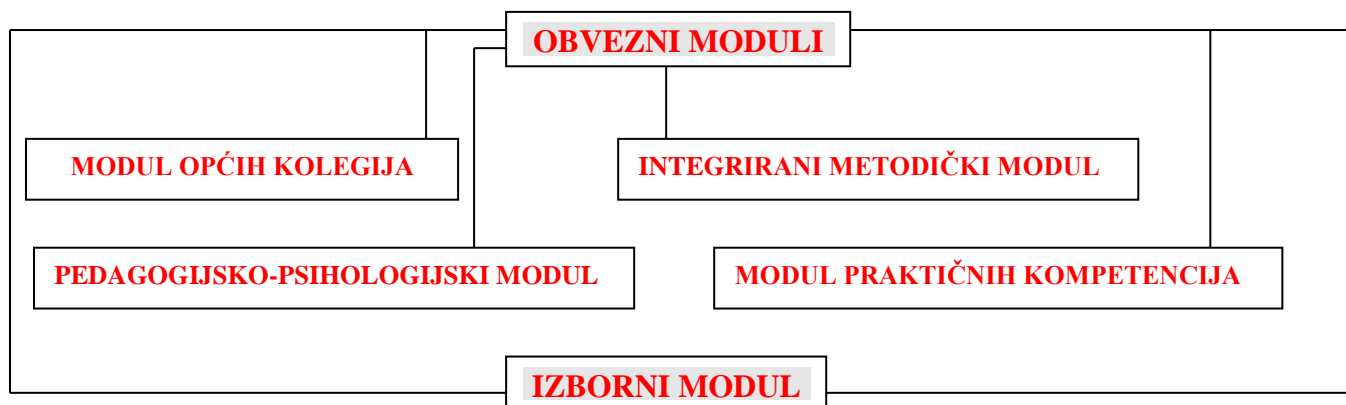 OBVEZNI MODULI
MODUL OPĆIH KOLEGIJA
INTEGRIRANI METODIČKI MODUL
PEDAGOGIJSKO-PSIHOLOGIJSKI MODUL
MODUL PRAKTIČNIH KOMPETENCIJA
IZBORNI MODUL